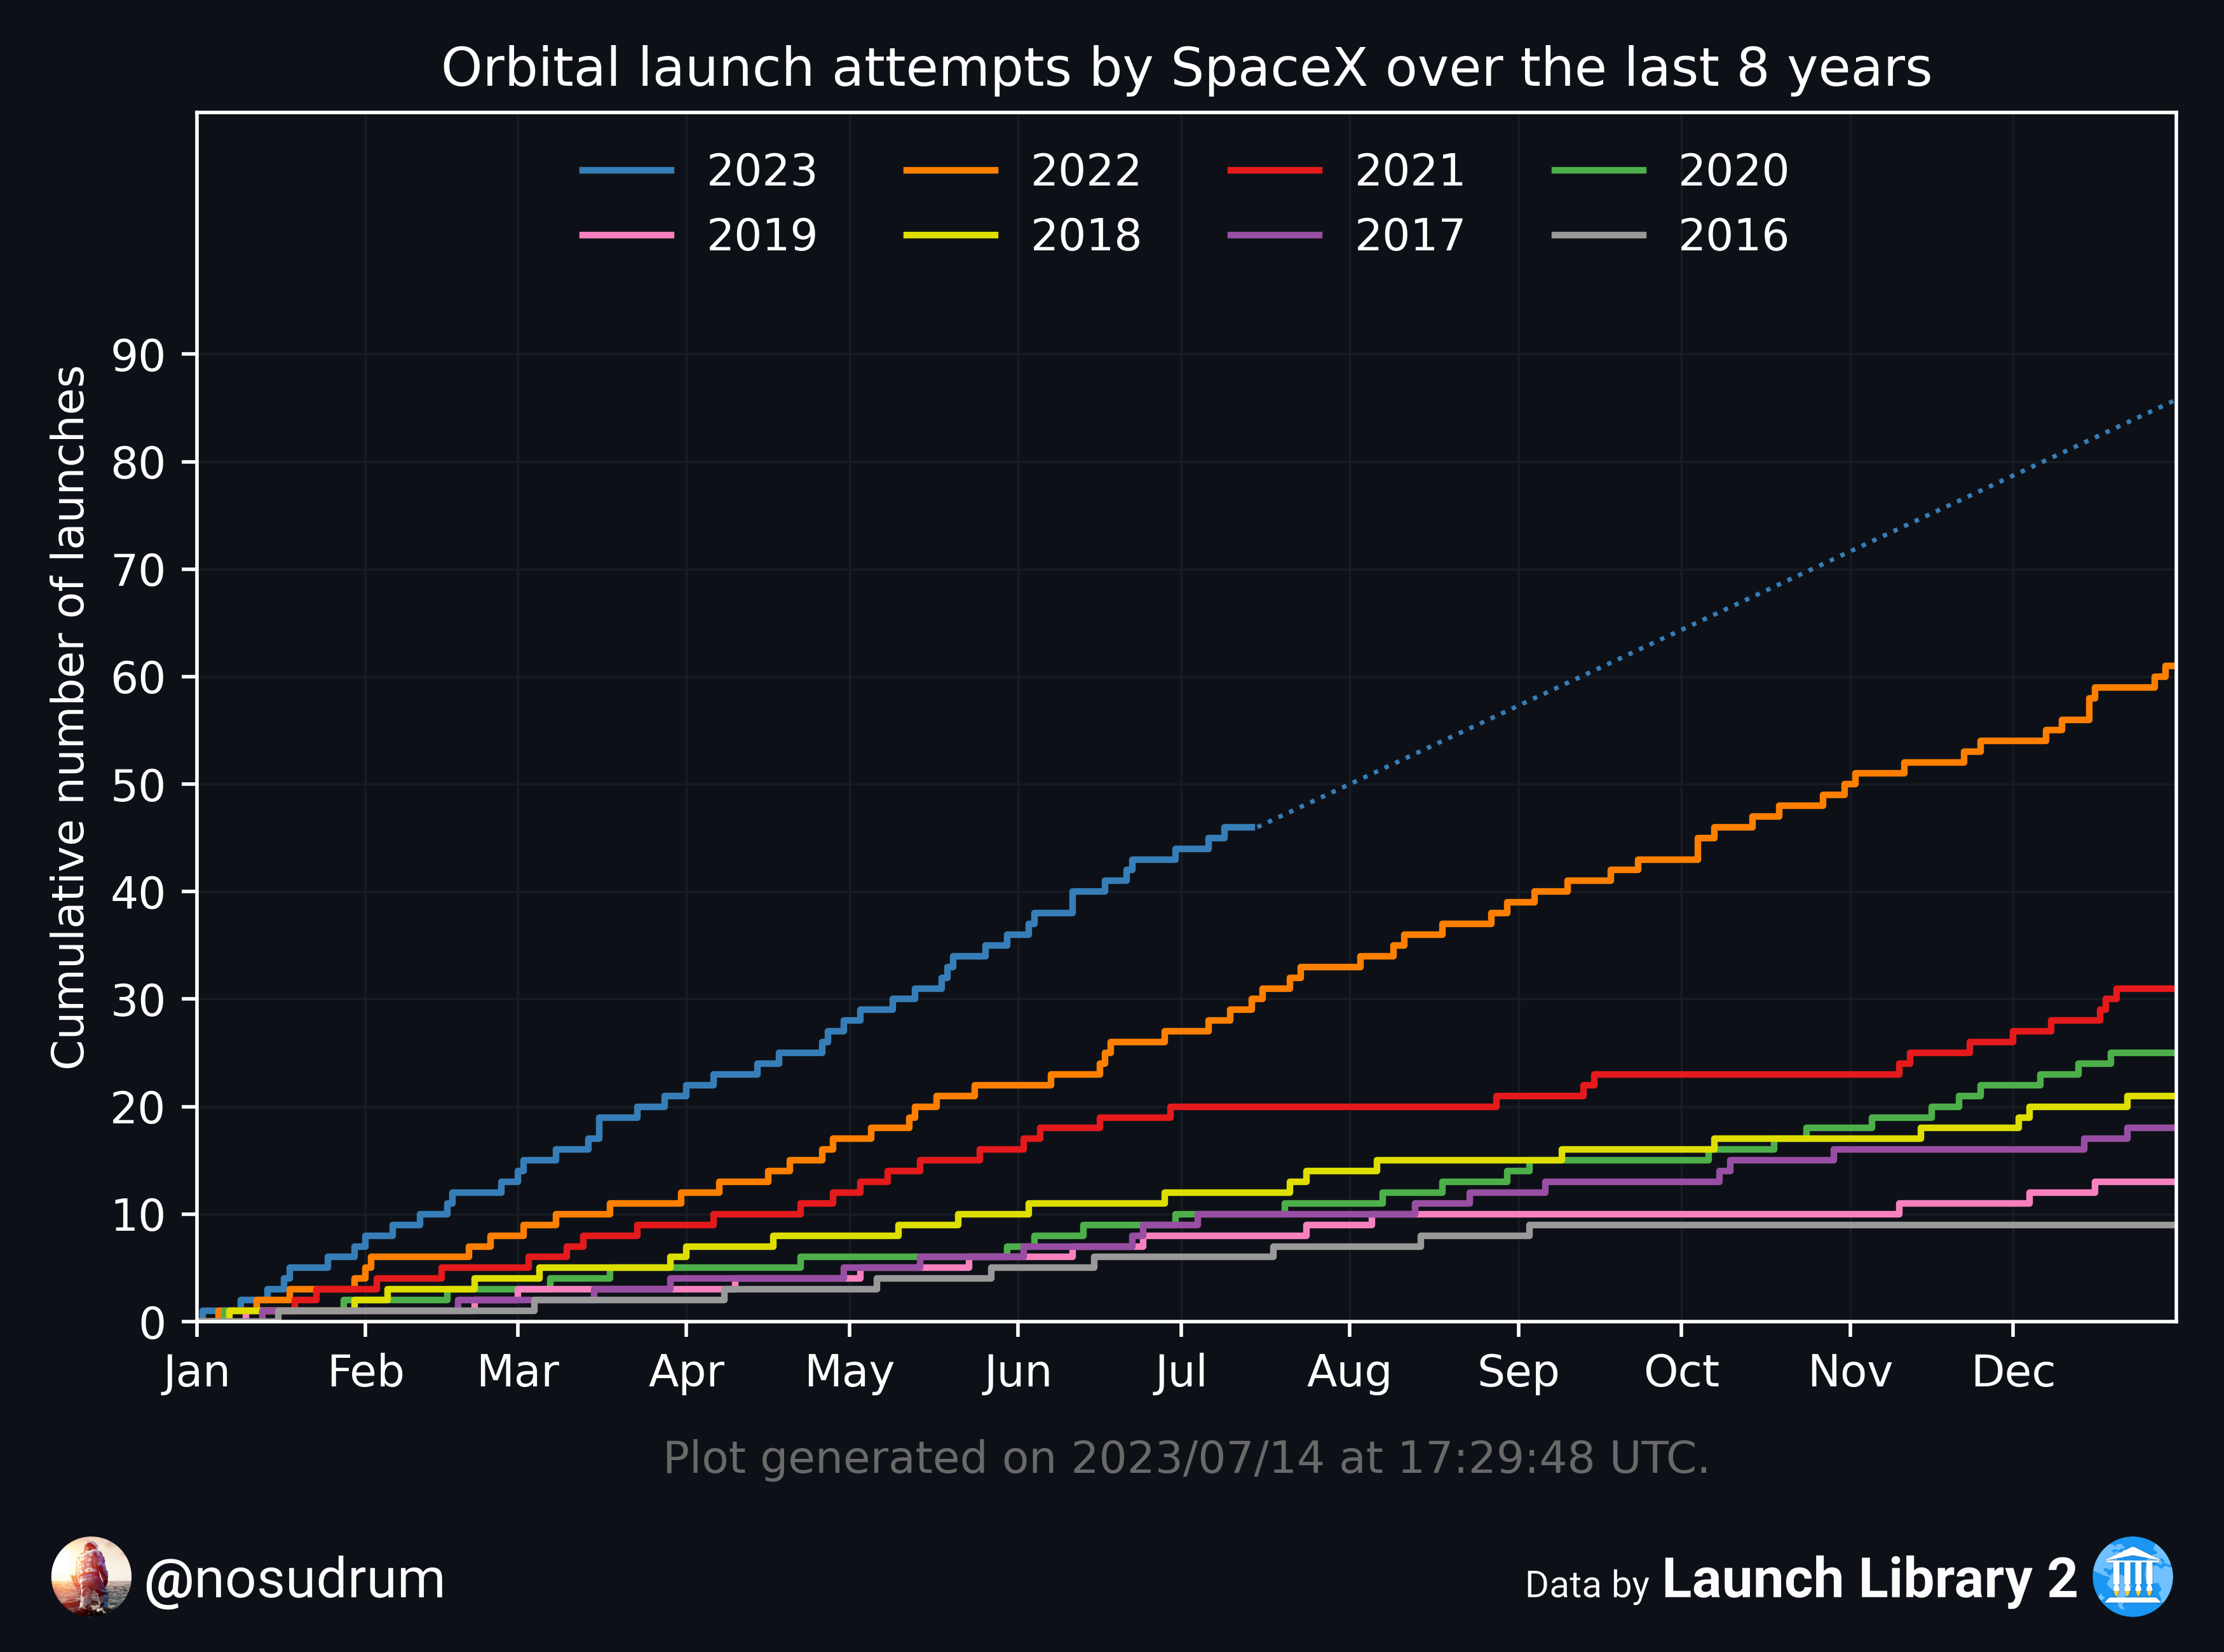 Orbital launch attempts by SpaceX over the last 8 years
2023 2022 2021 2020
2019 2018 2017 2016
Cumulative number of launches
90
80
70
60
50
40
30
20
10
0
Jan Feb Mar Apr May Jun Jul Aug Sep Oct Nov Dec
Plot generated on 2023/07/14 at 17:29:48 UTC.
@nosudrum
Data by Launch Library 2